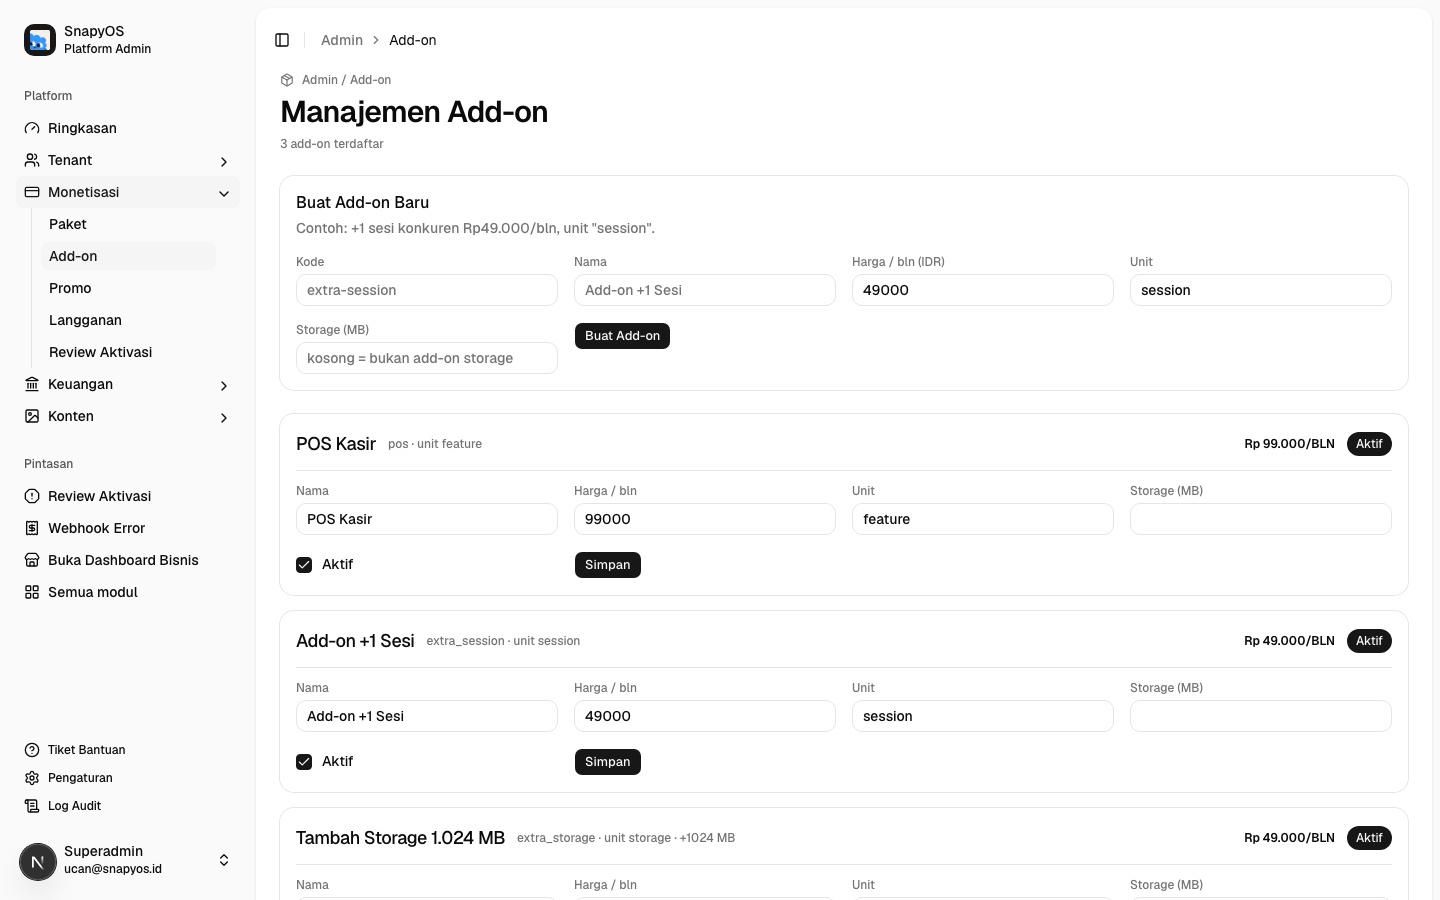 SnapyOS
Platform Admin
Platform
Ringkasan
Tenant
Monetisasi
Paket
Add-on
Promo
Langganan
Review Aktivasi
Keuangan
Konten
Pintasan
Review Aktivasi
Webhook Error
Buka Dashboard Bisnis
Semua modul
Tiket Bantuan
Pengaturan
Log Audit
N
Superadmin
ucan@snapyos.id
Admin > Add-on
Admin / Add-on
Manajemen Add-on
3 add-on terdaftar
Buat Add-on Baru
Contoh: +1 sesi konkuren Rp49.000/bln, unit "session".
Kode Nama Harga / bln (IDR) Unit
extra-session Add-on +1 Sesi 49000 session
Storage (MB)
kosong = bukan add-on storage Buat Add-on
POS Kasir pos · unit feature Rp 99.000/BLN Aktif
Nama Harga / bln Unit Storage (MB)
POS Kasir 99000 feature
Aktif Simpan
Add-on +1 Sesi extra_session · unit session Rp 49.000/BLN Aktif
Nama Harga / bln Unit Storage (MB)
Add-on +1 Sesi 49000 session
Aktif Simpan
Tambah Storage 1.024 MB extra_storage · unit storage · +1024 MB Rp 49.000/BLN Aktif
Nama Harga / bln Unit Storage (MB)